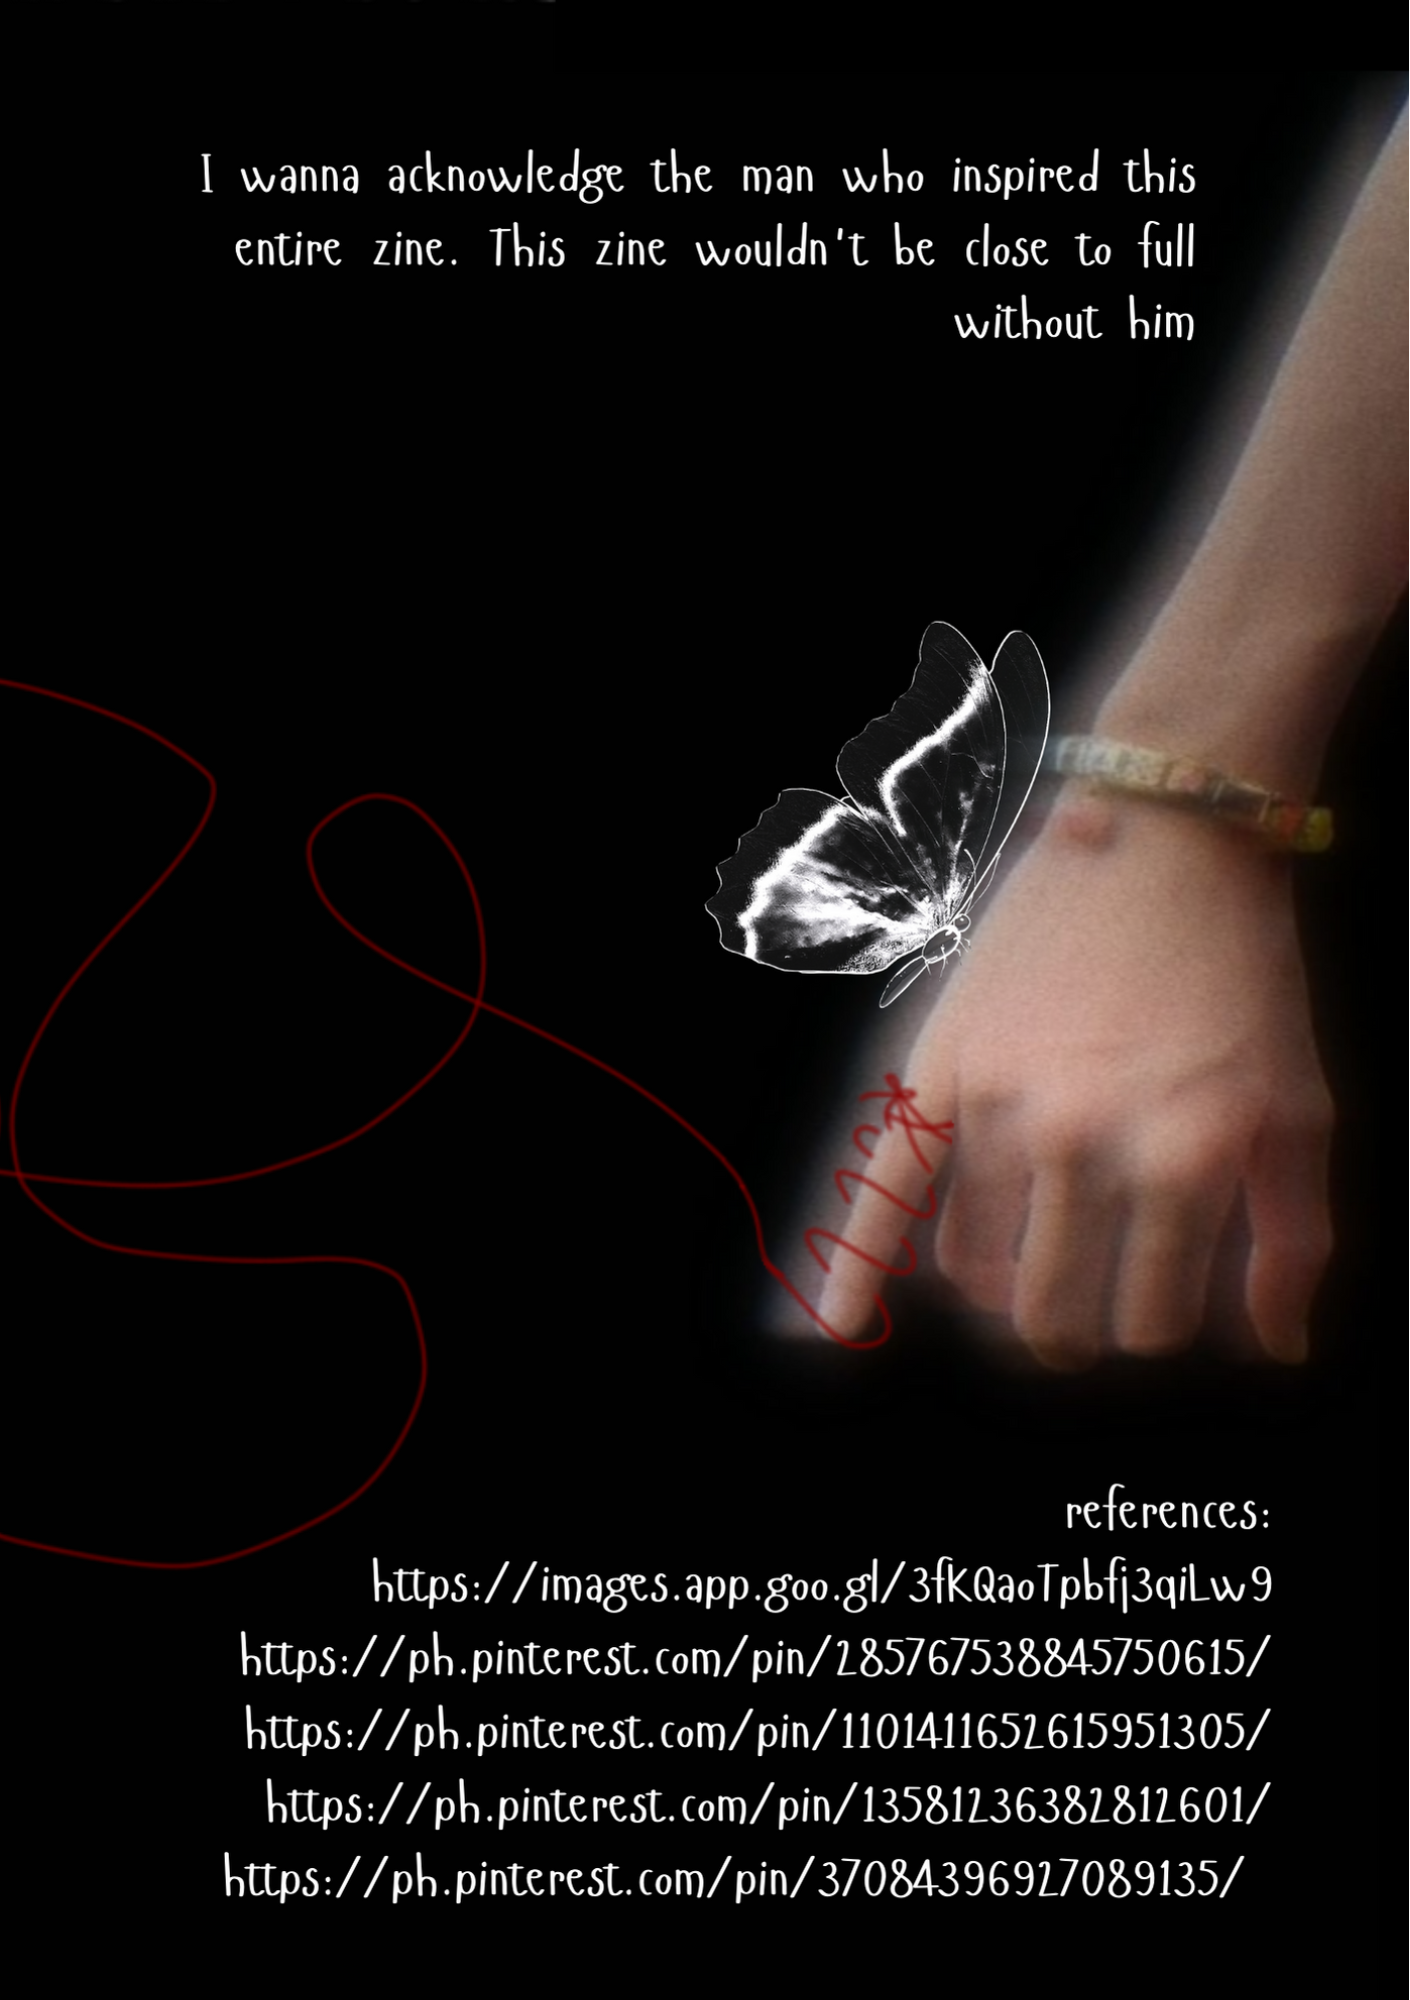 I wanna acknowledge the man who inspired this
entire zine. This zine wouldn't be close to full
without him
references:
https://images.app.goo.gl/3fKQaoTpbfj3qiLw9
https://ph.pinterest.com/pin/285767538845750615/
https://ph.pinterest.com/pin/1101411652615951305/
https://ph.pinterest.com/pin/13581236382812601/
https://ph.pinterest.com/pin/37084396927089135/